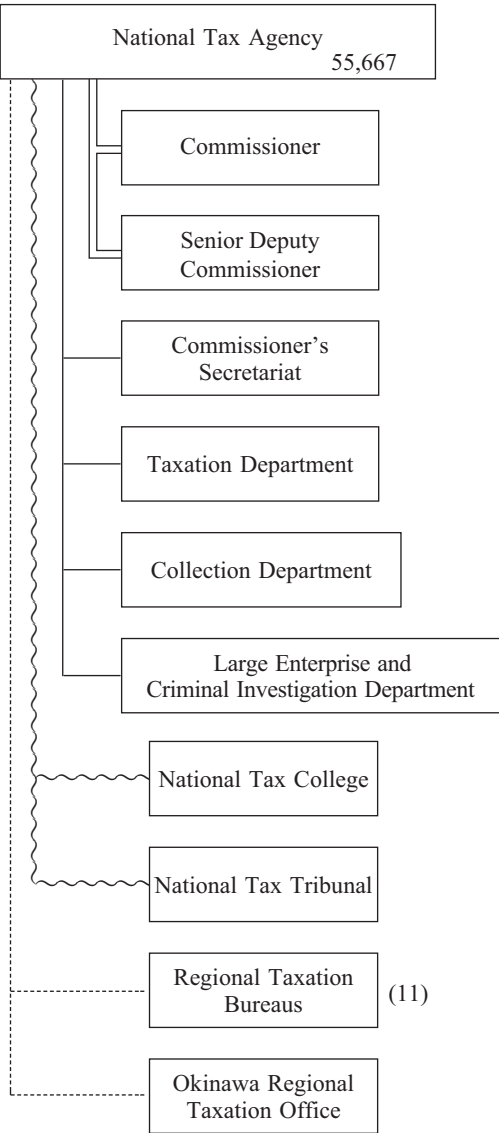 National Tax Agency
55,667
Commissioner
Senior Deputy
Commissioner
Commissioner’s
Secretariat
Taxation Department
Collection Department
Large Enterprise and
Criminal Investigation Department
National Tax College
National Tax Tribunal
Regional Taxation
Bureaus
(11)
Okinawa Regional
Taxation Office